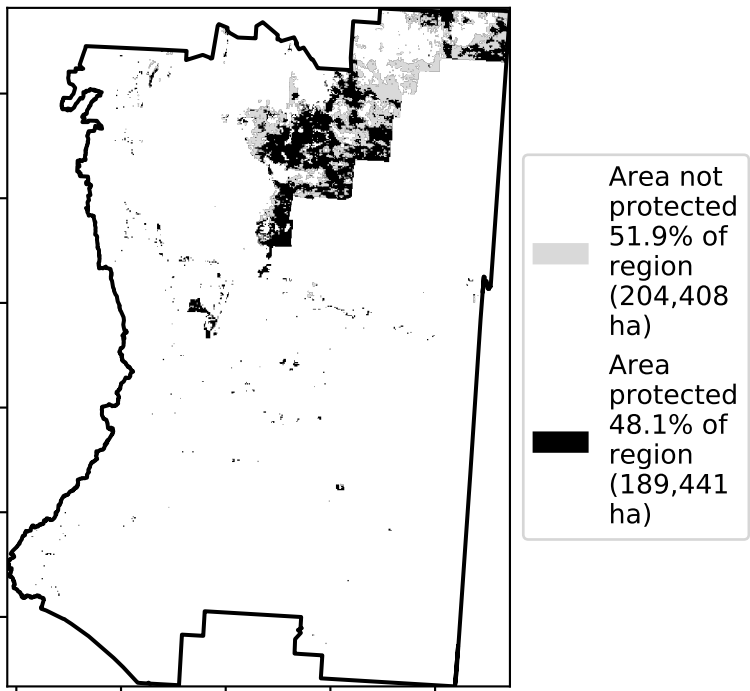 Area not
protected
51.9% of
region
(204,408
ha)
Area
protected
48.1% of
region
(189,441
ha)